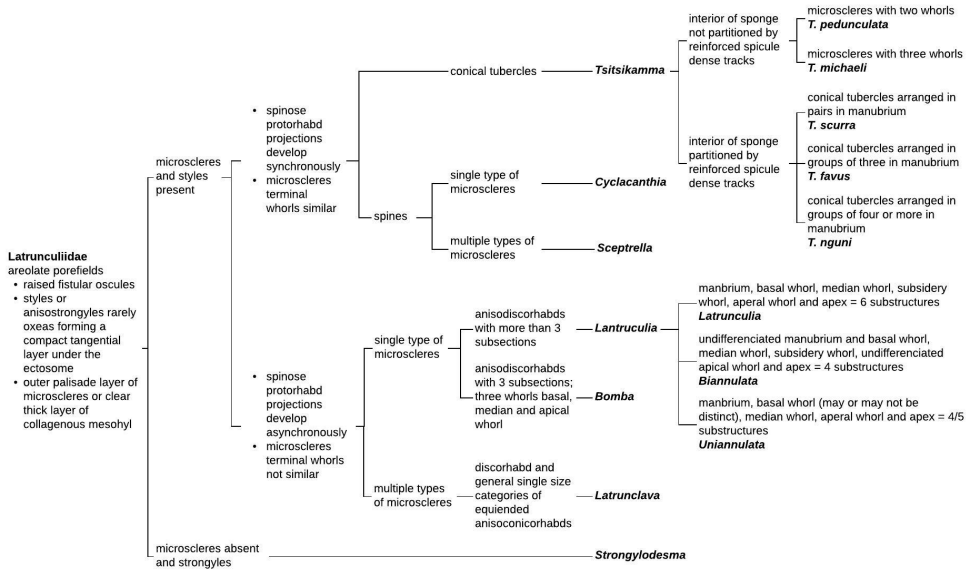 Latrunculiidae
areolate porefields
• raised fistular oscules
• styles or
anisostrongyles rarely
oxeas forming a
compact tangential
layer under the
ectosome
• outer palisade layer of
microscleres or clear
thick layer of
collagenous mesohyl
microscleres
and styles
present
• spinose
protorhabd
projections
develop
synchronously
• microscleres
terminal
whorls similar
conical tubercles
Tsitsikamma
interior of sponge
not partitioned by
reinforced spicule
dense tracks
microscleres with two whorls
T. pedunculata
microscleres with three whorls
T. michaeli
interior of sponge
partitioned by
reinforced spicule
dense tracks
conical tubercles arranged in
pairs in manubrium
T. scurra
conical tubercles arranged in
groups of three in manubrium
T. favus
conical tubercles arranged in
groups of four or more in
manubrium
T. nguni
spines
single type of
microscleres
Cyclacanthia
multiple types of
microscleres
Sceptrella
• spinose
protorhabd
projections
develop
asynchronously
• microscleres
terminal whorls
not similar
single type of
microscleres
anisodiscorhabds
with more than 3
subsections
Lantruculia
manbrium, basal whorl, median whorl, subsidery
whorl, aperal whorl and apex = 6 substructures
Latrunculia
undifferenciated manubrium and basal whorl,
median whorl, subsidery whorl, undifferenciated
apical whorl and apex = 4 substructures
Biannulata
manbrium, basal whorl (may or may not be
distinct), median whorl, aperal whorl and apex = 4/5
substructures
Uniannulata
anisodiscorhabds
with 3 subsections;
three whorls basal,
median and apical
whorl
Bomba
multiple types
of microscleres
discorhabd and
general single size
categories of
equiended
anisoconicorhabds
Latrunclava
microscleres absent
and strongyles
Strongylodesma